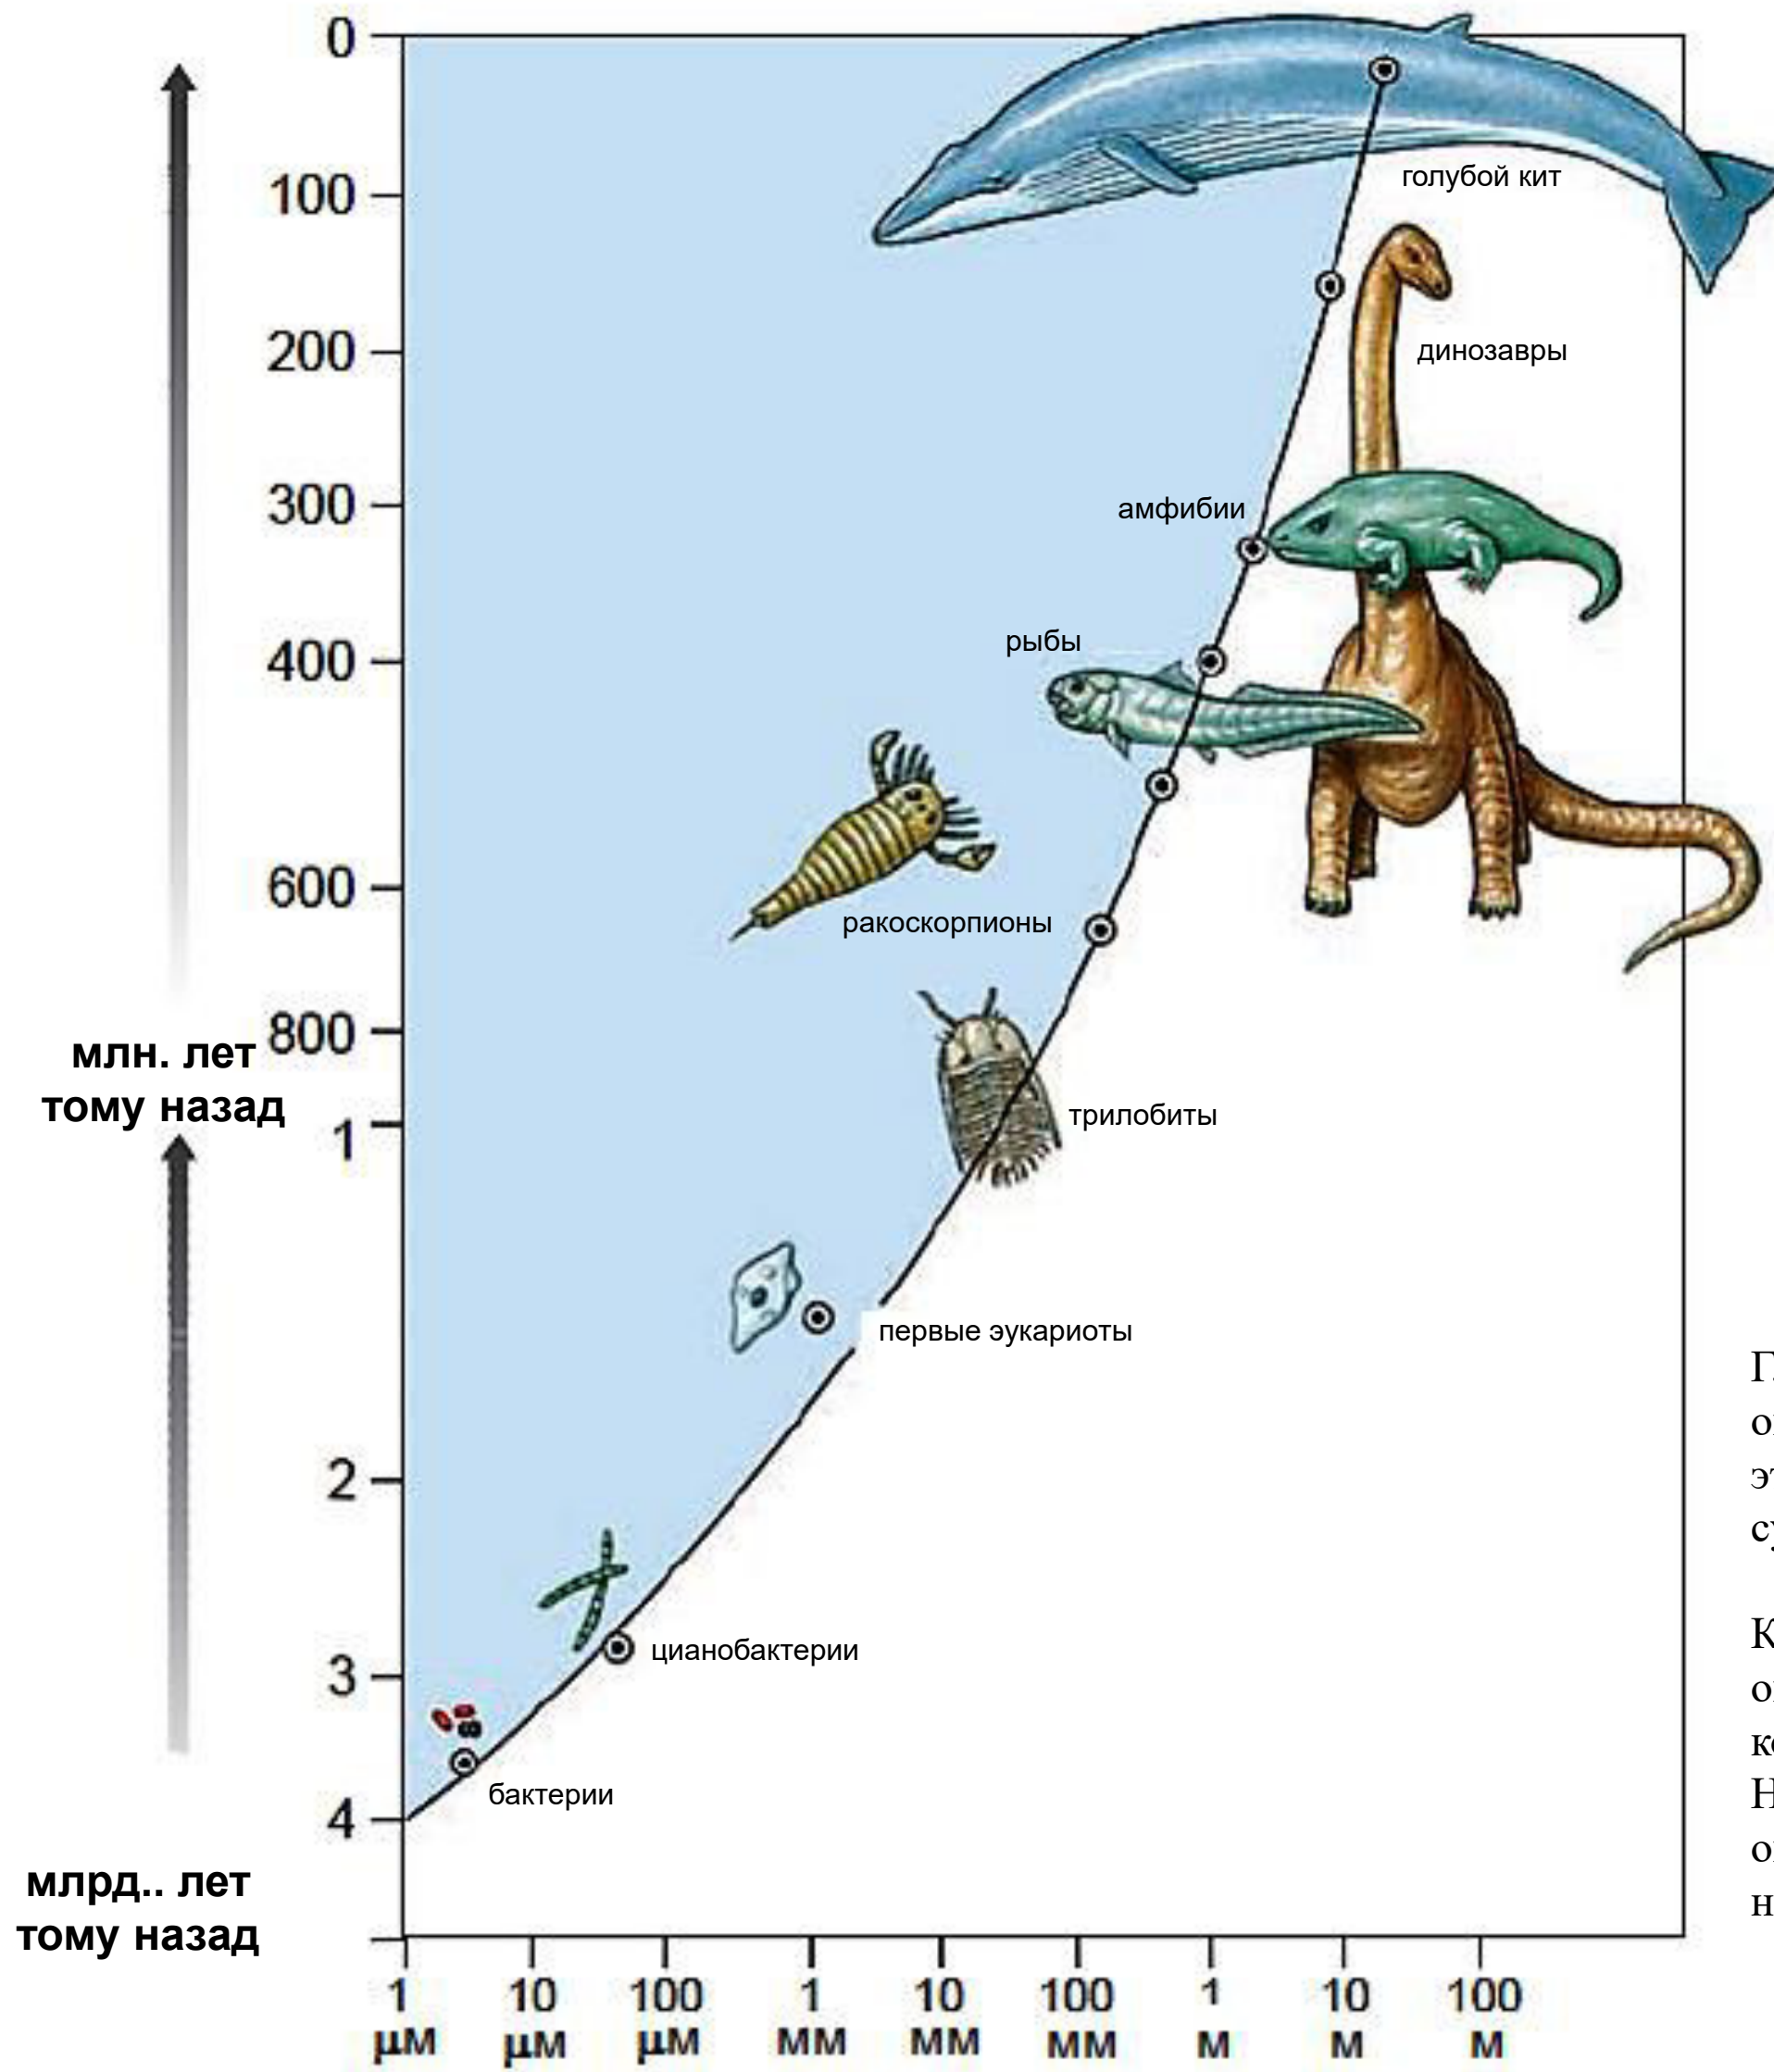 0
100
голубой кит
200
динозавры
300
амфибии
400
рыбы
600
ракоскорпионы
800
млн. лет
тому назад
1
трилобиты
первые эукариоты
2
цианобактерии
3
бактерии
4
млрд.. лет
тому назад
1 10 100 1 10 100 1 10 100
μм μм μм мм мм мм м м м